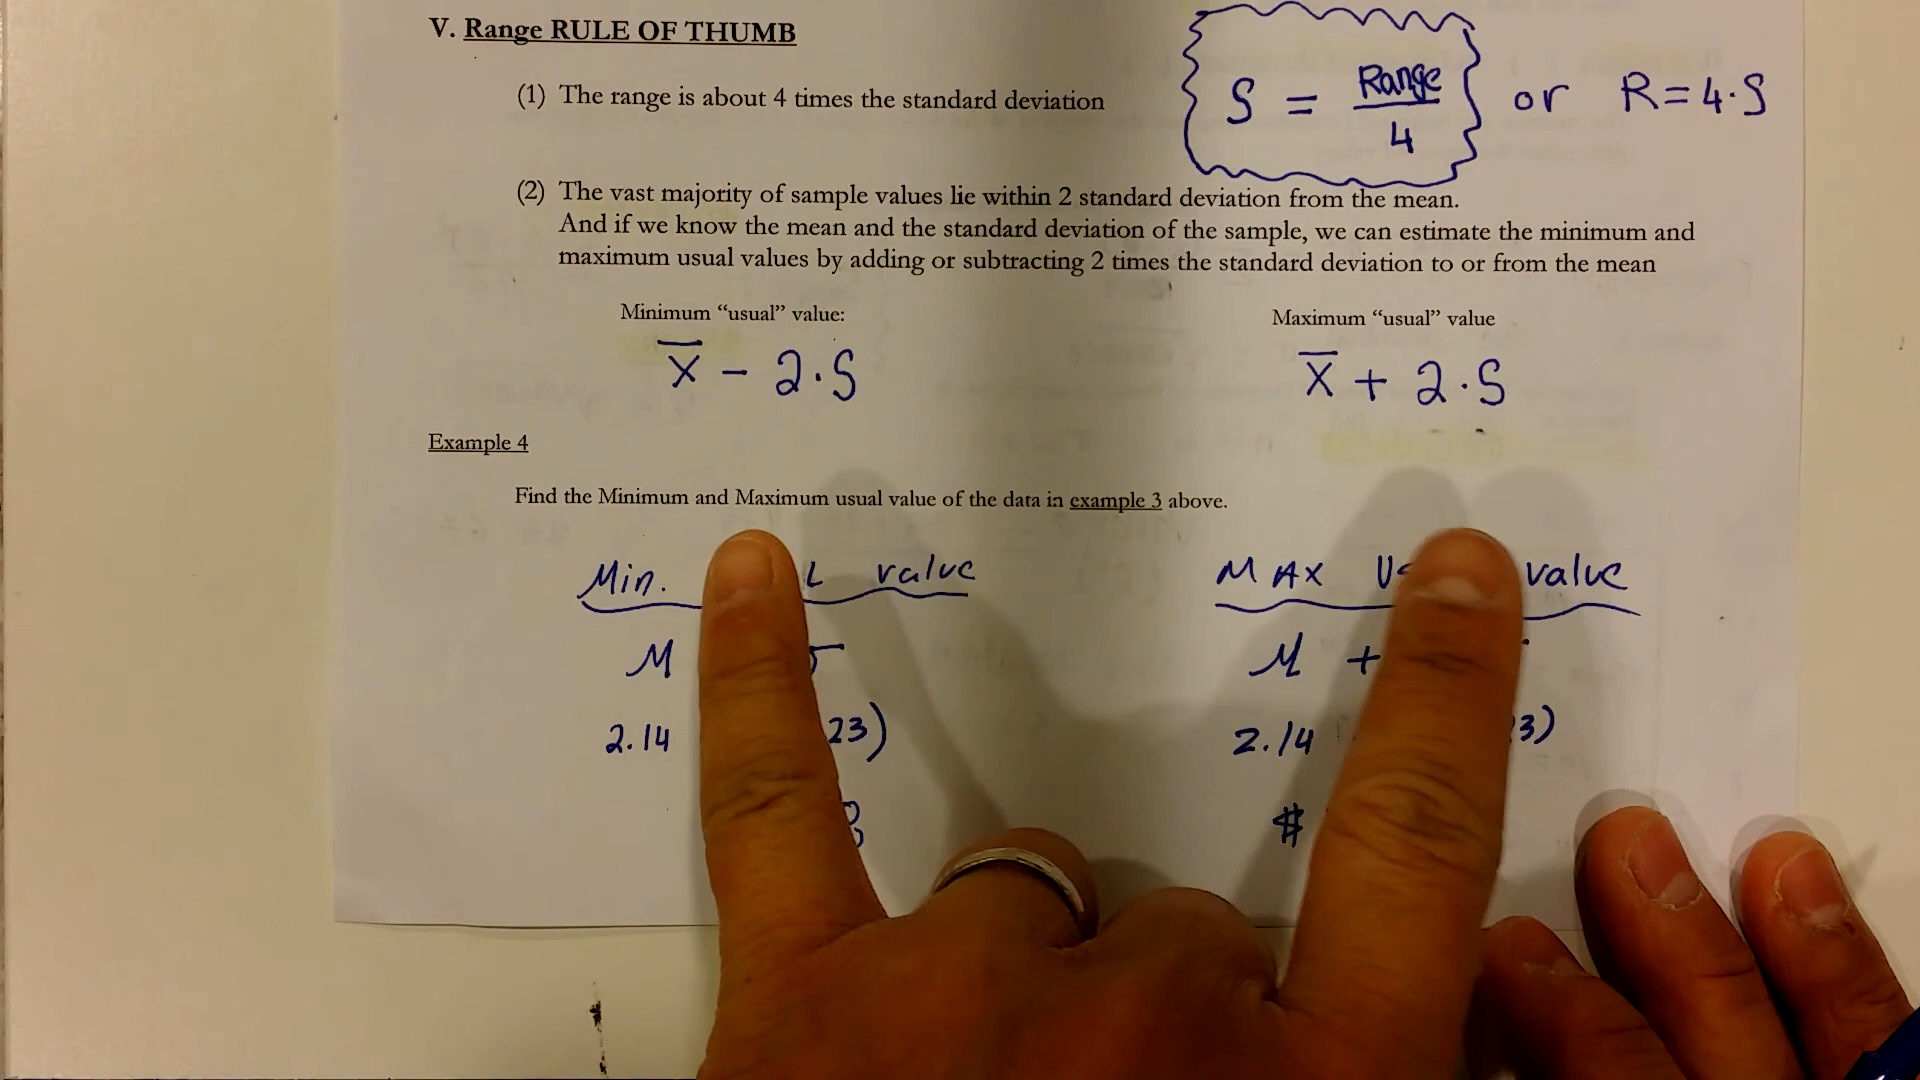 V. Range RULE OF THUMB
(1) The range is about 4 times the standard deviation
S = Range / 4 or R = 4·S
(2) The vast majority of sample values lie within 2 standard deviation from the mean.
And if we know the mean and the standard deviation of the sample, we can estimate the minimum and
maximum usual values by adding or subtracting 2 times the standard deviation to or from the mean
Minimum “usual” value: Maximum “usual” value
x̄ - 2·S x̄ + 2·S
Example 4
Find the Minimum and Maximum usual value of the data in example 3 above.
Min. value MAX value
M M +
2.14 23) 2.14 3)
#